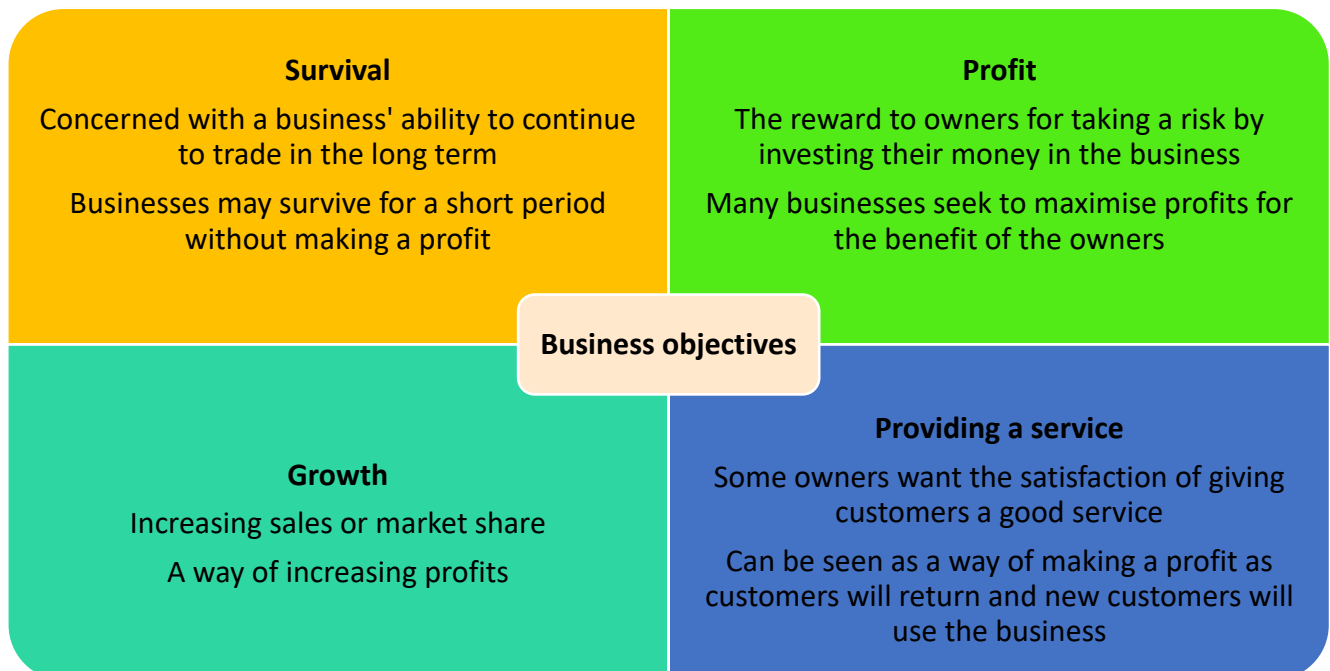 Survival
Concerned with a business' ability to continue
to trade in the long term
Businesses may survive for a short period
without making a profit
Profit
The reward to owners for taking a risk by
investing their money in the business
Many businesses seek to maximise profits for
the benefit of the owners
Business objectives
Growth
Increasing sales or market share
A way of increasing profits
Providing a service
Some owners want the satisfaction of giving
customers a good service
Can be seen as a way of making a profit as
customers will return and new customers will
use the business